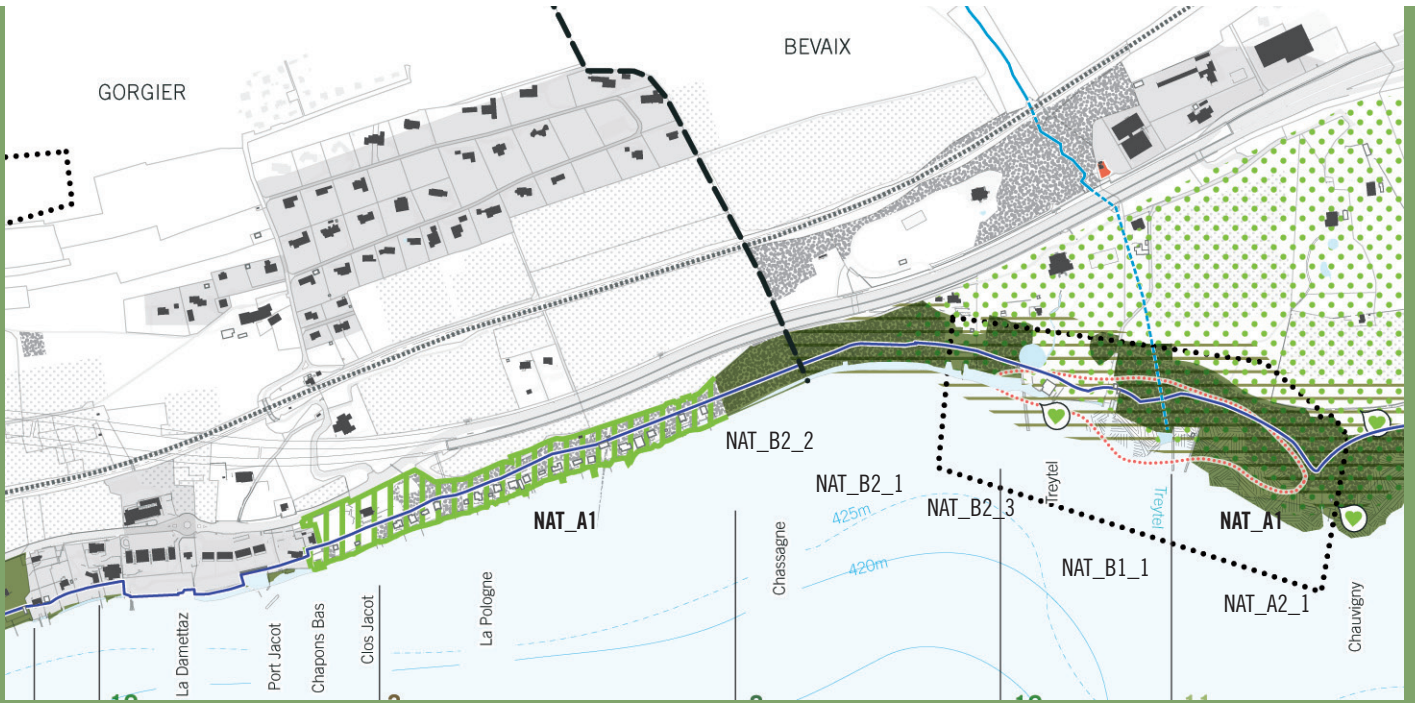 BEVAIX
GORGIER
NAT_B2_2
NAT_B2_1
NAT_B2_3
NAT_A1
NAT_A1
425m
420m
NAT_B1_1
NAT_A2_1
La Damettaz
Port Jacot
Chapons Bas
Clos Jacot
La Pologne
Chassagne
Treytel
Treytel
Chauvigny